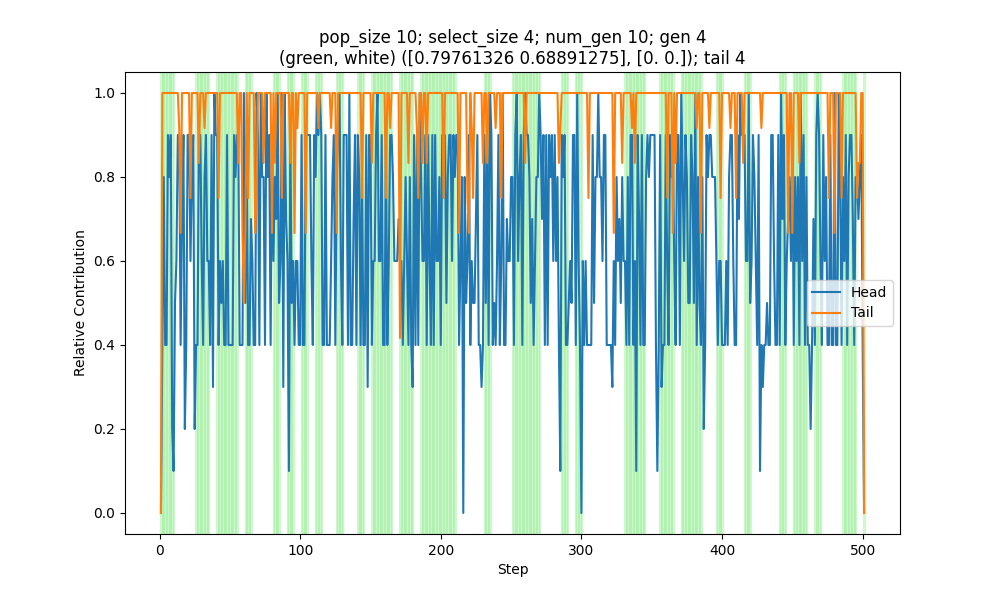 pop_size 10; select_size 4; num_gen 10; gen 4
(green, white) ([0.79761326 0.68891275], [0. 0.]); tail 4
1.0
0.8
0.6
0.4
0.2
0.0
Relative Contribution
Head
Tail
0 100 200 300 400 500
Step